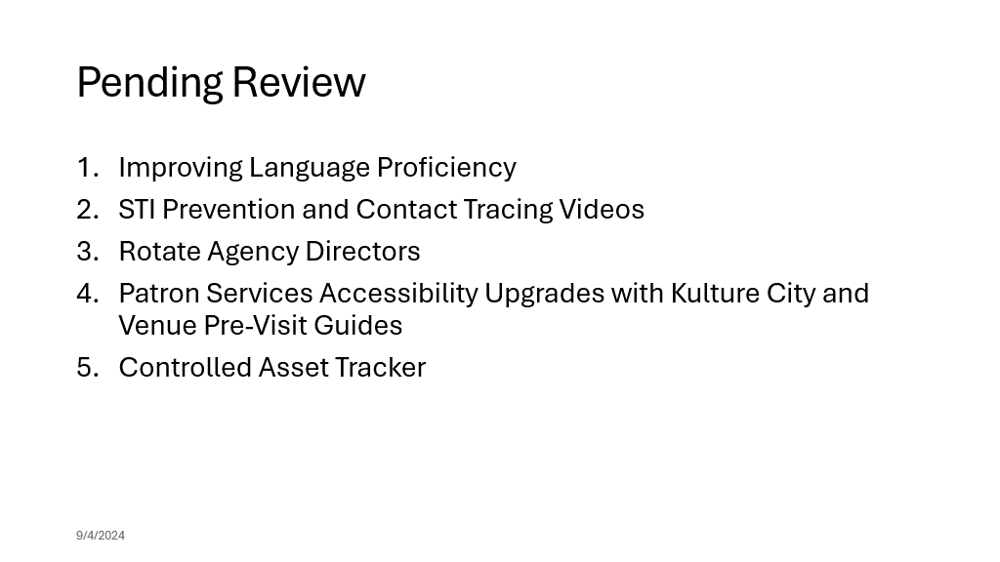 Pending Review
1. Improving Language Proficiency
2. STI Prevention and Contact Tracing Videos
3. Rotate Agency Directors
4. Patron Services Accessibility Upgrades with Kulture City and
Venue Pre-Visit Guides
5. Controlled Asset Tracker
9/4/2024